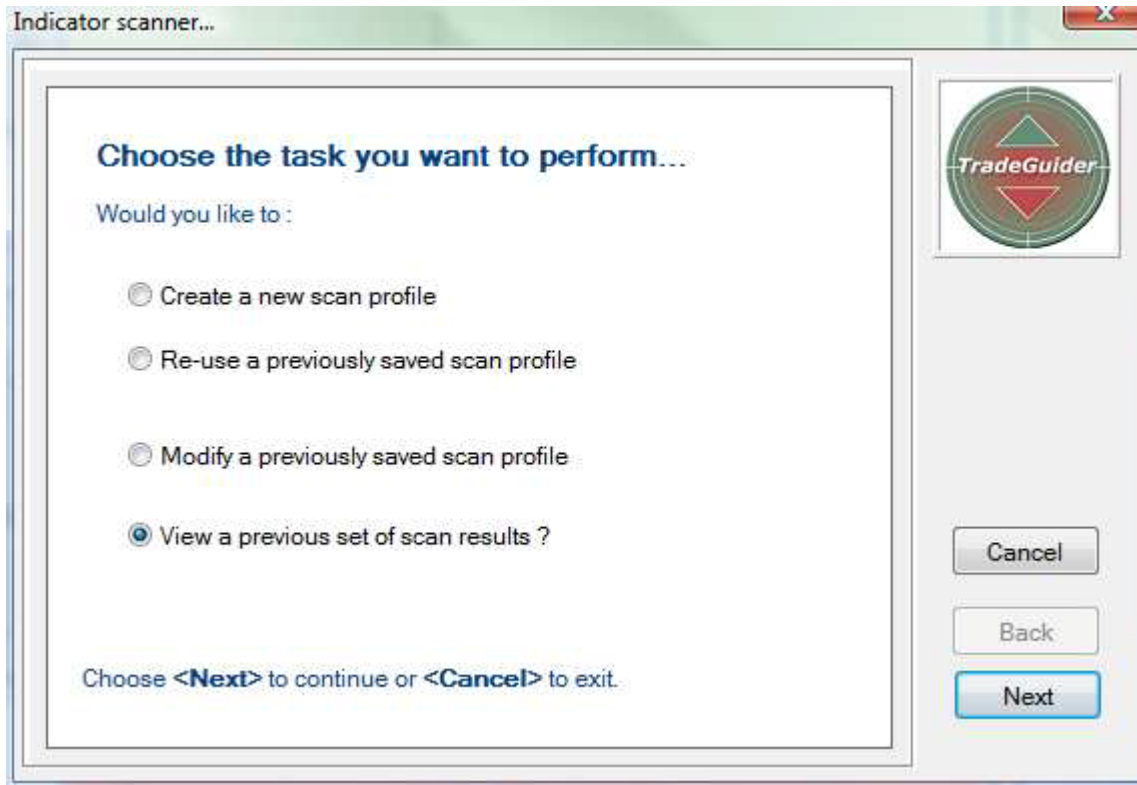 Indicator scanner...
Choose the task you want to perform...
Would you like to :
Create a new scan profile
Re-use a previously saved scan profile
Modify a previously saved scan profile
View a previous set of scan results ?
Choose <Next> to continue or <Cancel> to exit.
TradeGuider
Cancel
Back
Next